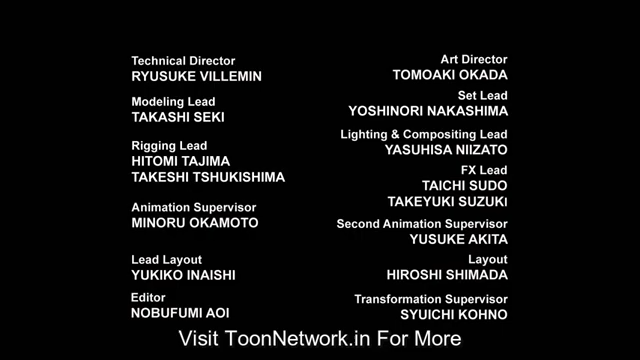 Technical Director
RYUSUKE VILLEMIN
Modeling Lead
TAKASHI SEKI
Rigging Lead
HITOMI TAJIMA
TAKESHI TSHUKISHIMA
Animation Supervisor
MINORU OKAMOTO
Lead Layout
YUKIKO INAISHI
Editor
NOBUFUMI AOI
Art Director
TOMOAKI OKADA
Set Lead
YOSHINORI NAKASHIMA
Lighting & Compositing Lead
YASUHISA NIIZATO
FX Lead
TAICHI SUDO
TAKEYUKI SUZUKI
Second Animation Supervisor
YUSUKE AKITA
Layout
HIROSHI SHIMADA
Transformation Supervisor
SYUICHI KOHNO
Visit ToonNetwork.in For More